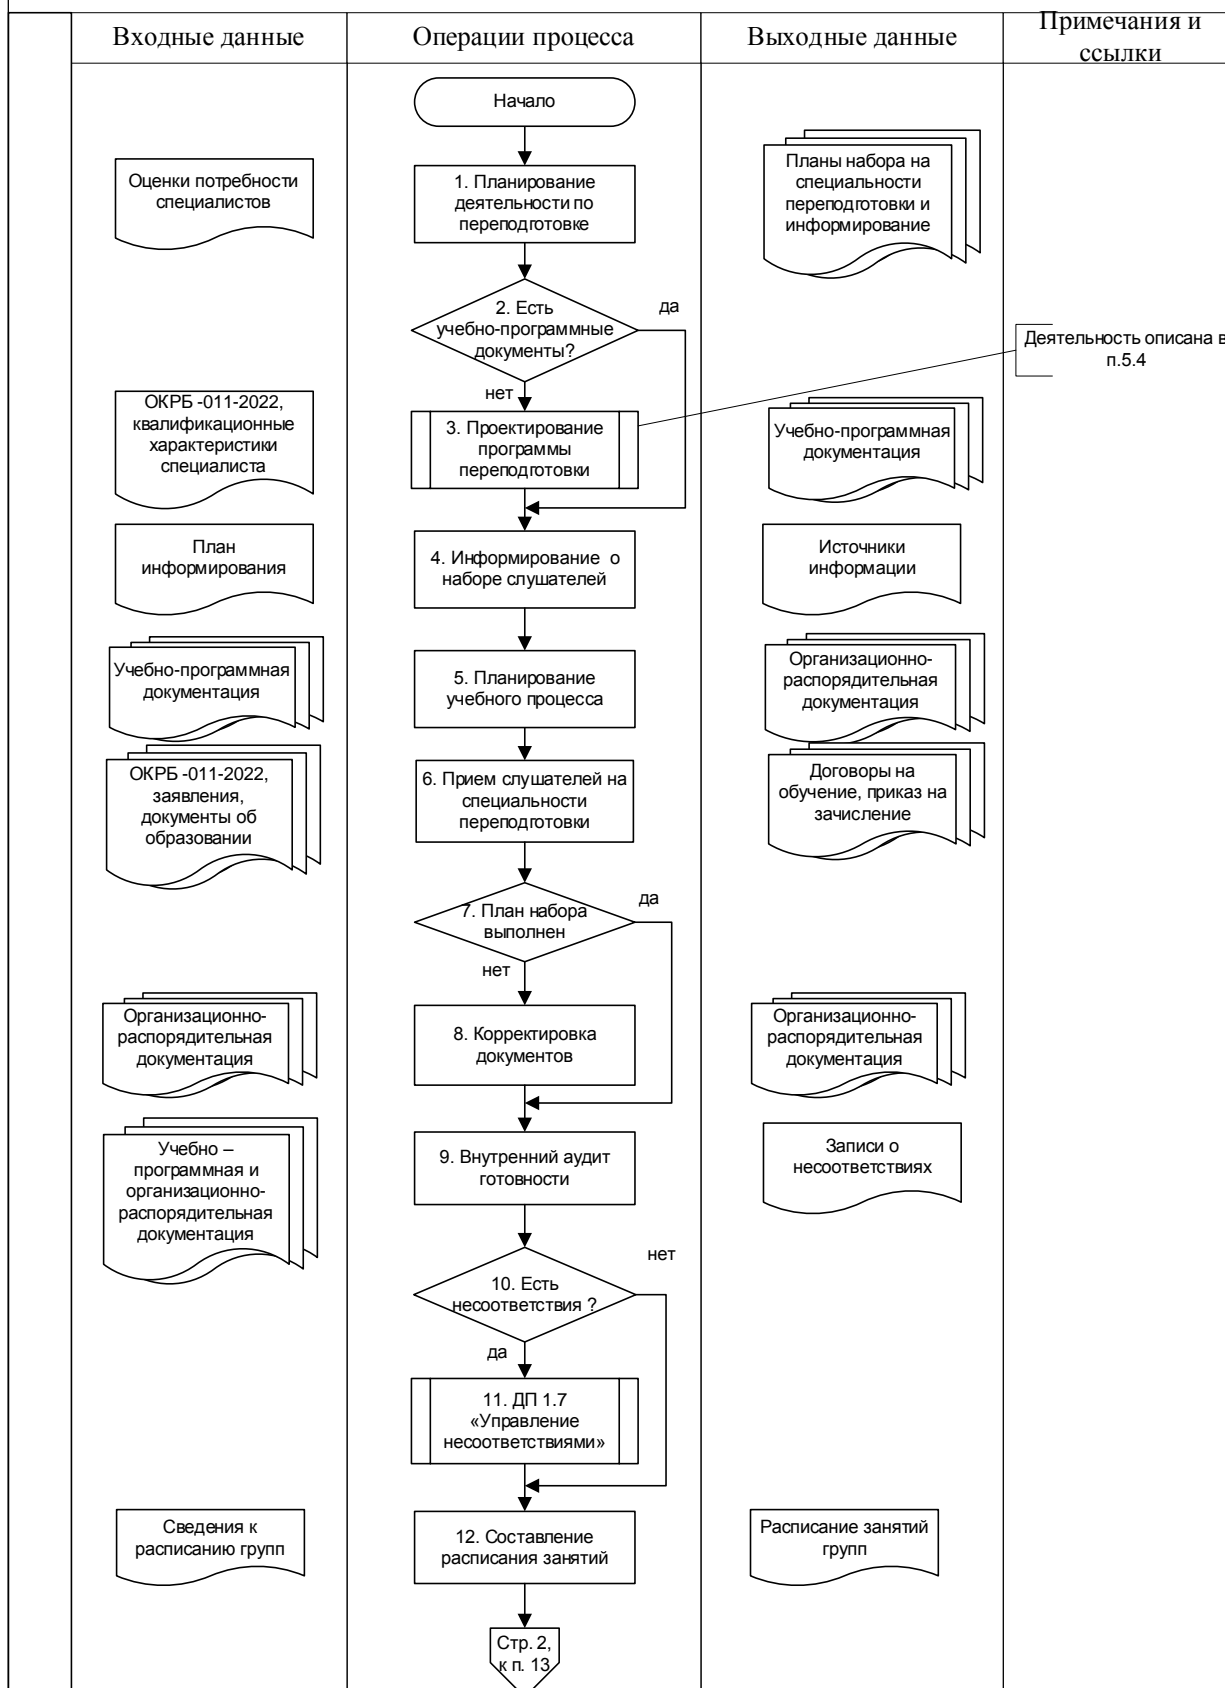 Входные данные
Операции процесса
Выходные данные
Примечания и
ссылки
Начало
Оценки потребности
специалистов
1. Планирование
деятельности по
переподготовке
Планы набора на
специальности
переподготовки и
информирование
2. Есть
учебно-программные
документы?
да
нет
Деятельность описана в
п.5.4
ОКРБ -011-2022,
квалификационные
характеристики
специалиста
3. Проектирование
программы
переподготовки
Учебно-программная
документация
План
информирования
4. Информирование о
наборе слушателей
Источники
информации
Учебно-программная
документация
5. Планирование
учебного процесса
Организационно-
распорядительная
документация
ОКРБ -011-2022,
заявления,
документы об
образовании
6. Прием слушателей на
специальности
переподготовки
Договоры на
обучение, приказ на
зачисление
7. План набора
выполнен
да
нет
Организационно-
распорядительная
документация
8. Корректировка
документов
Организационно-
распорядительная
документация
Учебно –
программная и
организационно-
распорядительная
документация
9. Внутренний аудит
готовности
Записи о
несоответствиях
10. Есть
несоответствия ?
нет
да
11. ДП 1.7
«Управление
несоответствиями»
Сведения к
расписанию групп
12. Составление
расписания занятий
Расписание занятий
групп
Стр. 2,
к п. 13